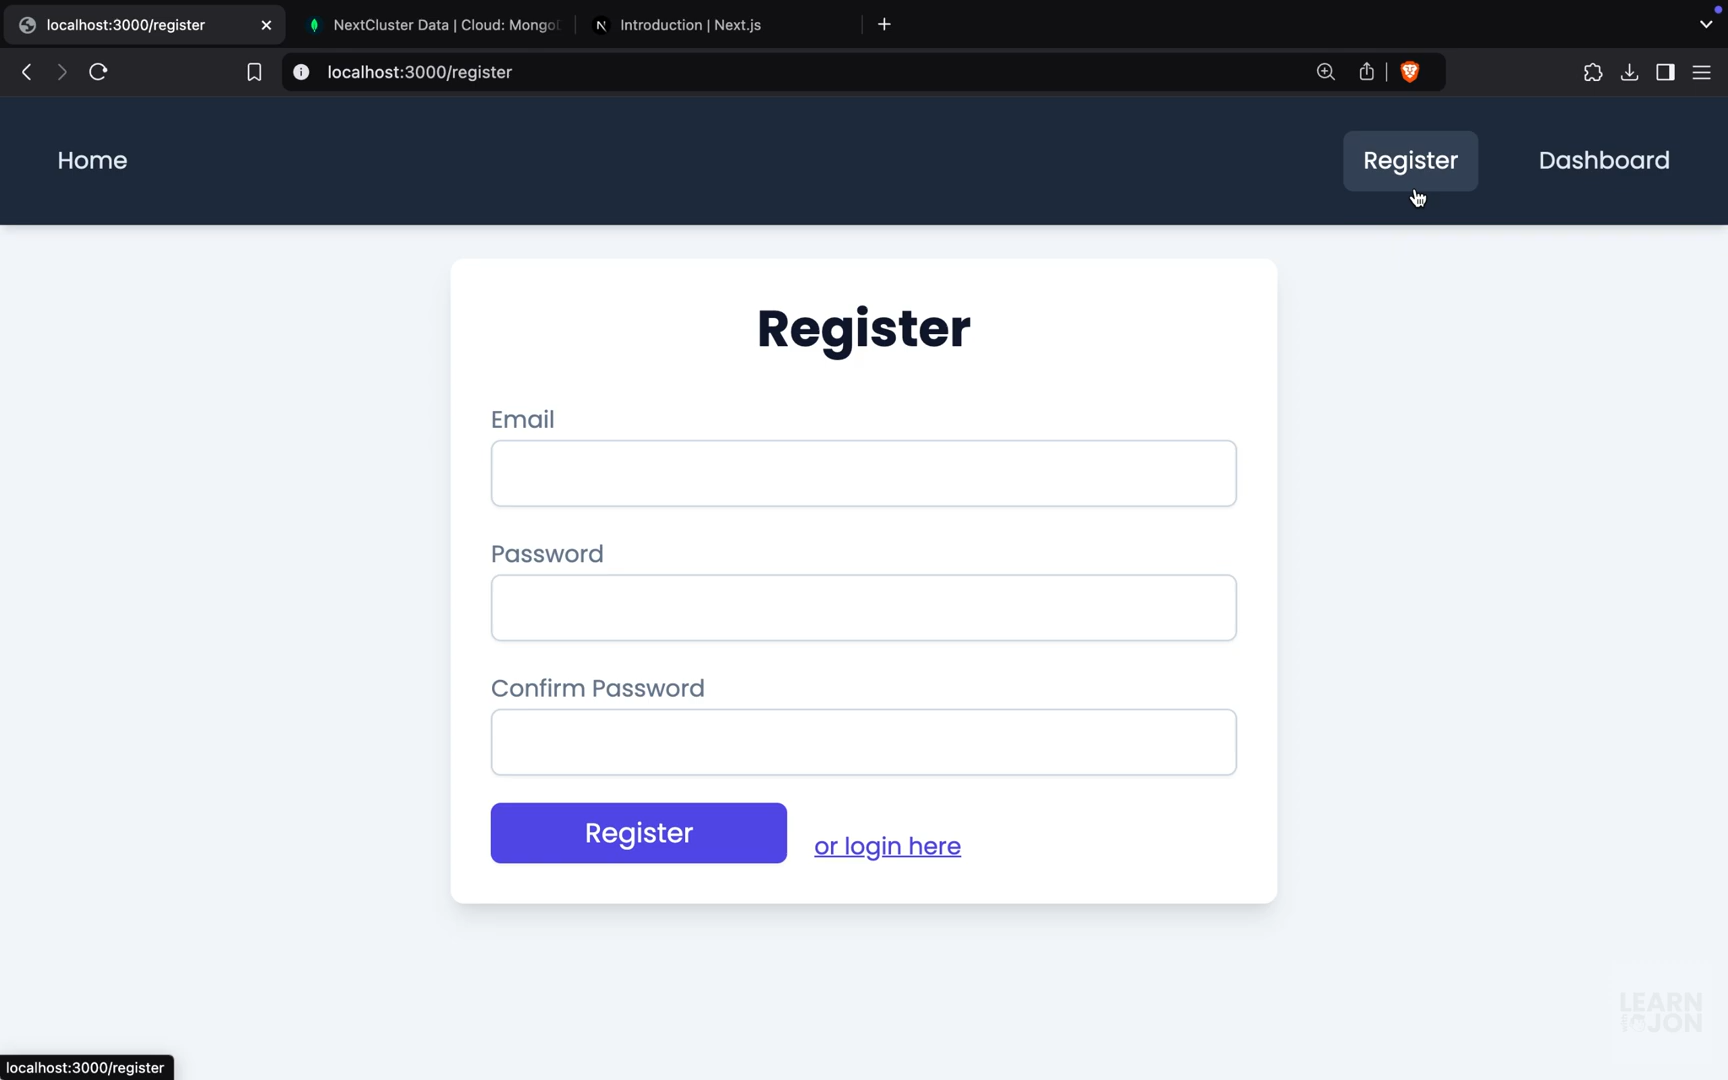 localhost:3000/register
NextCluster Data | Cloud: Mongo
Introduction | Next.js
localhost:3000/register
Home
Register
Dashboard
Register
Email
Password
Confirm Password
Register
or login here
LEARN
JON
localhost:3000/register